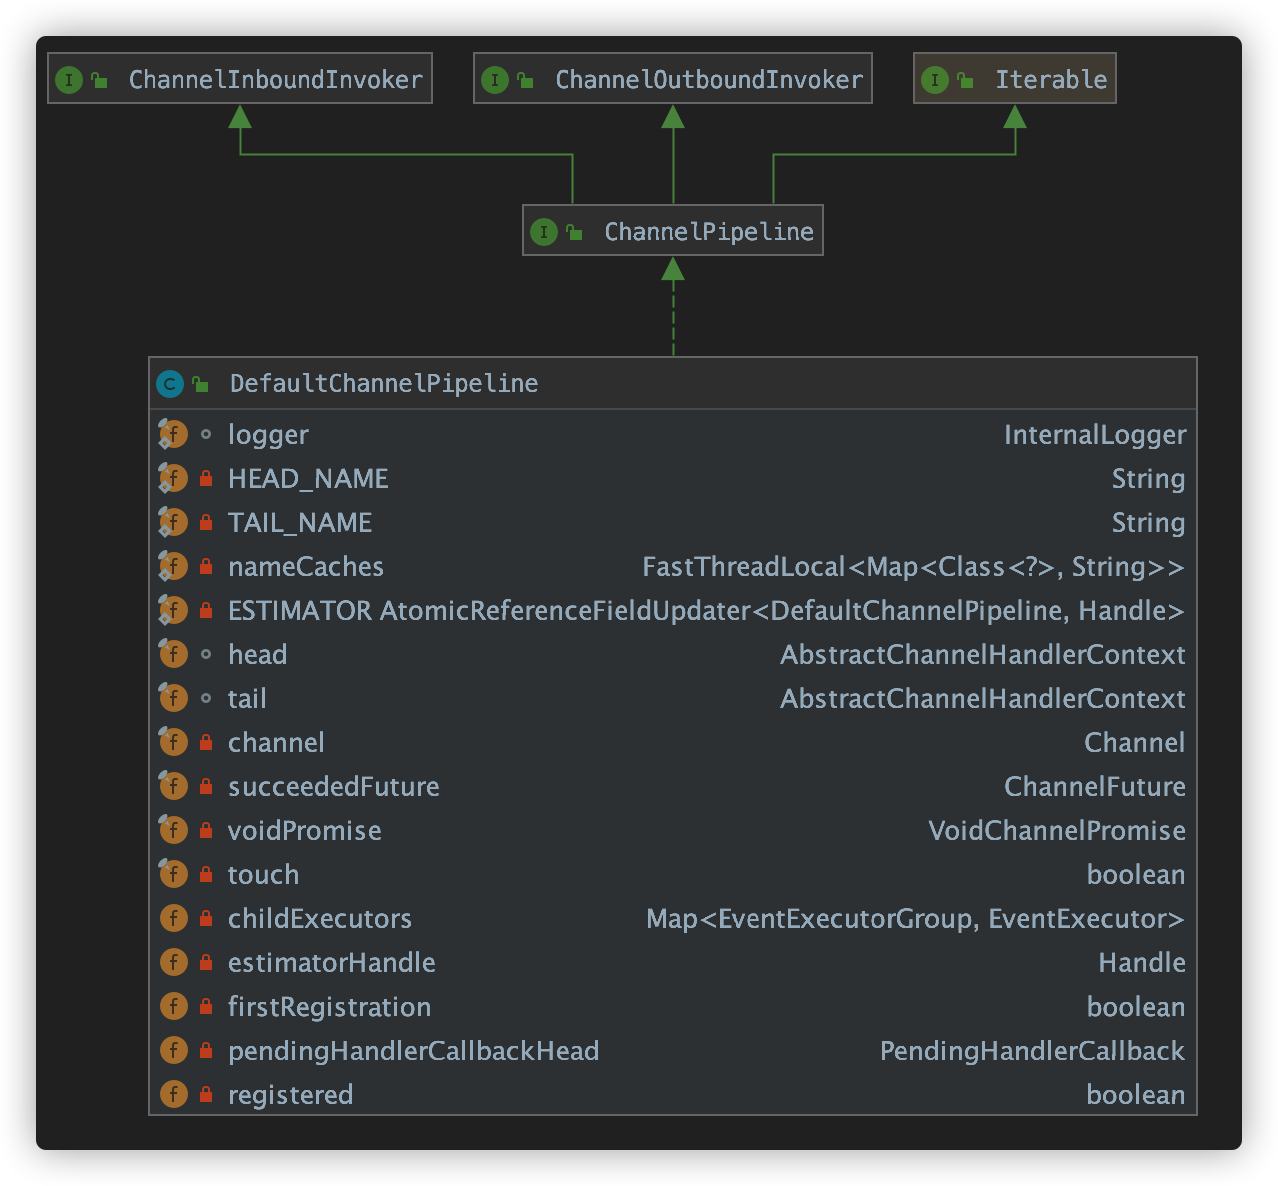 I ChannelInboundInvoker
I ChannelOutboundInvoker
I Iterable
I ChannelPipeline
C DefaultChannelPipeline
f logger InternalLogger
f HEAD_NAME String
f TAIL_NAME String
f nameCaches FastThreadLocal<Map<Class<?>, String>>
f ESTIMATOR AtomicReferenceFieldUpdater<DefaultChannelPipeline, Handle>
f head AbstractChannelHandlerContext
f tail AbstractChannelHandlerContext
f channel Channel
f succeededFuture ChannelFuture
f voidPromise VoidChannelPromise
f touch boolean
f childExecutors Map<EventExecutorGroup, EventExecutor>
f estimatorHandle Handle
f firstRegistration boolean
f pendingHandlerCallbackHead PendingHandlerCallback
f registered boolean